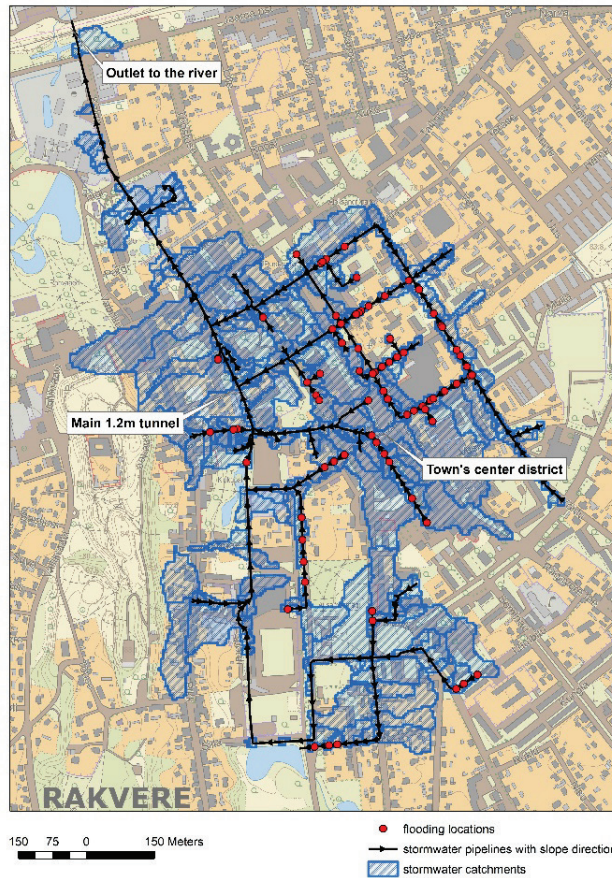 Outlet to the river
Main 1.2m tunnel
Town's center district
RAKVERE
150 75 0 150 Meters
flooding locations
stormwater pipelines with slope direction
stormwater catchments